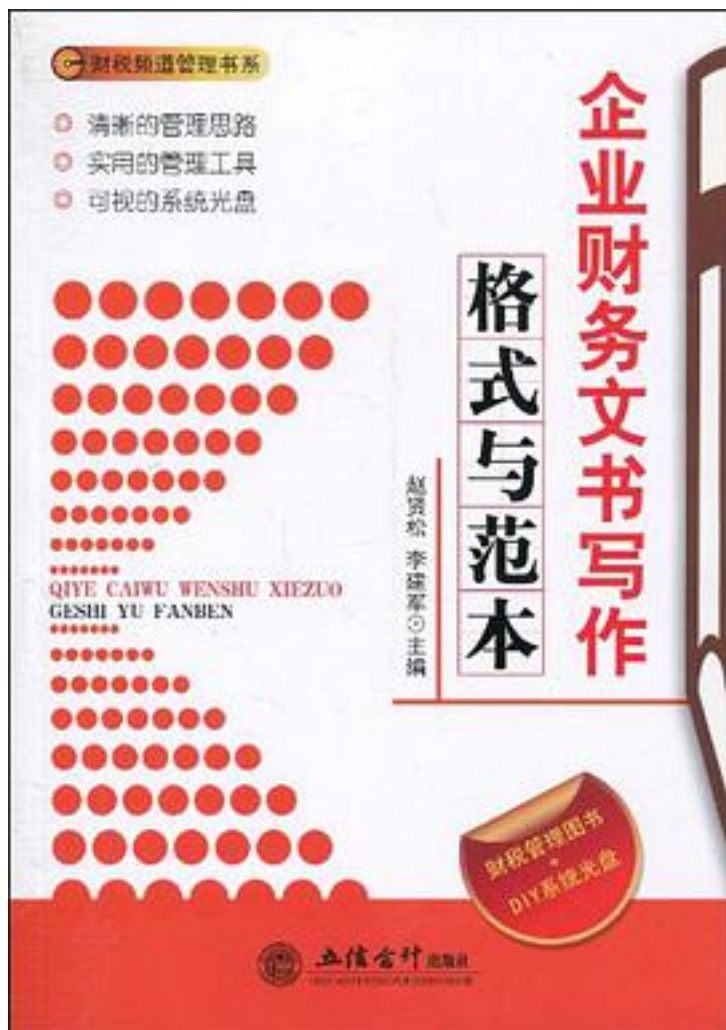 财税频道管理书系
清晰的管理思路
实用的管理工具
可视的系统光盘
企业财务文书写作
格式与范本
赵贤松 李建军⊙主编
QIYE CAIWU WENSHU XIEZUO
GESHI YU FANBEN
财税管理图书
+
DIY系统光盘
立信会计出版社